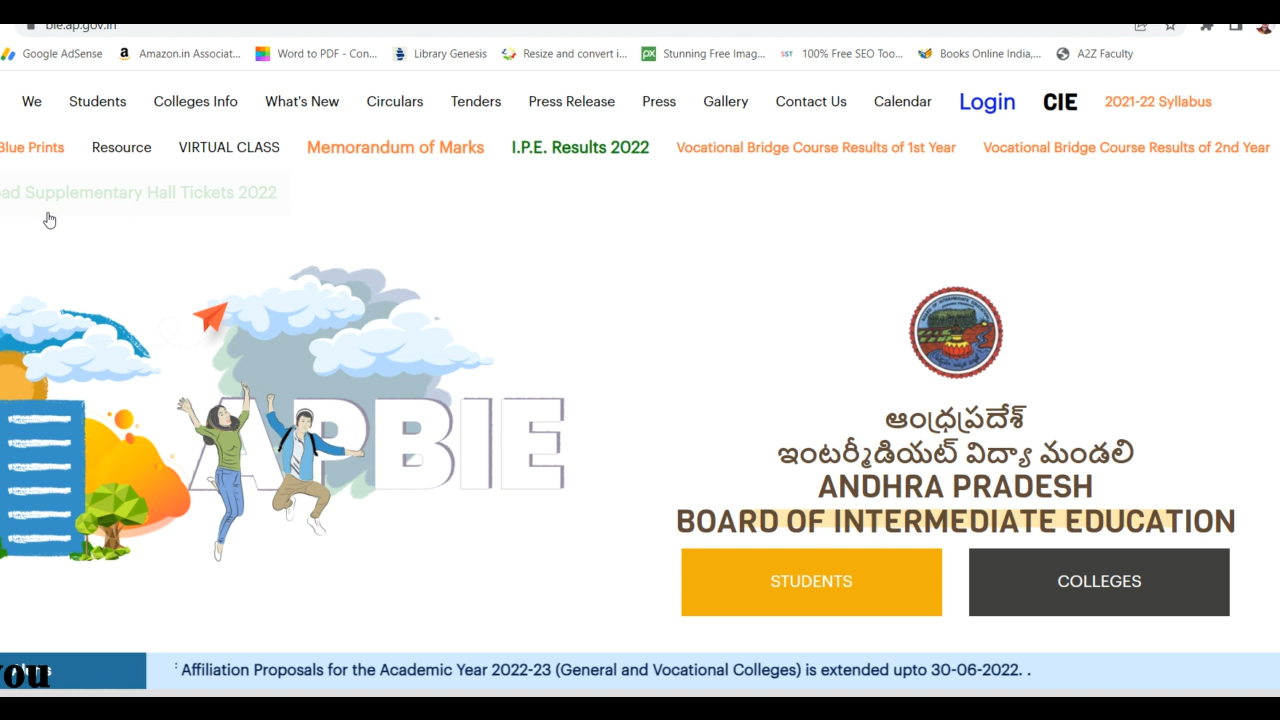 bie.ap.gov.in
Google AdSense Amazon.in Associat... Word to PDF - Con... Library Genesis Resize and convert i... Stunning Free Imag... 100% Free SEO Too... Books Online India,... A2Z Faculty
We Students Colleges Info What's New Circulars Tenders Press Release Press Gallery Contact Us Calendar Login CIE 2021-22 Syllabus
Blue Prints Resource VIRTUAL CLASS Memorandum of Marks I.P.E. Results 2022 Vocational Bridge Course Results of 1st Year Vocational Bridge Course Results of 2nd Year
Supplementary Hall Tickets 2022
APBIE
ఆంధ్రప్రదేశ్
ఇంటర్మీడియట్ విద్యా మండలి
ANDHRA PRADESH
BOARD OF INTERMEDIATE EDUCATION
STUDENTS COLLEGES
you
: Affiliation Proposals for the Academic Year 2022-23 (General and Vocational Colleges) is extended upto 30-06-2022. .